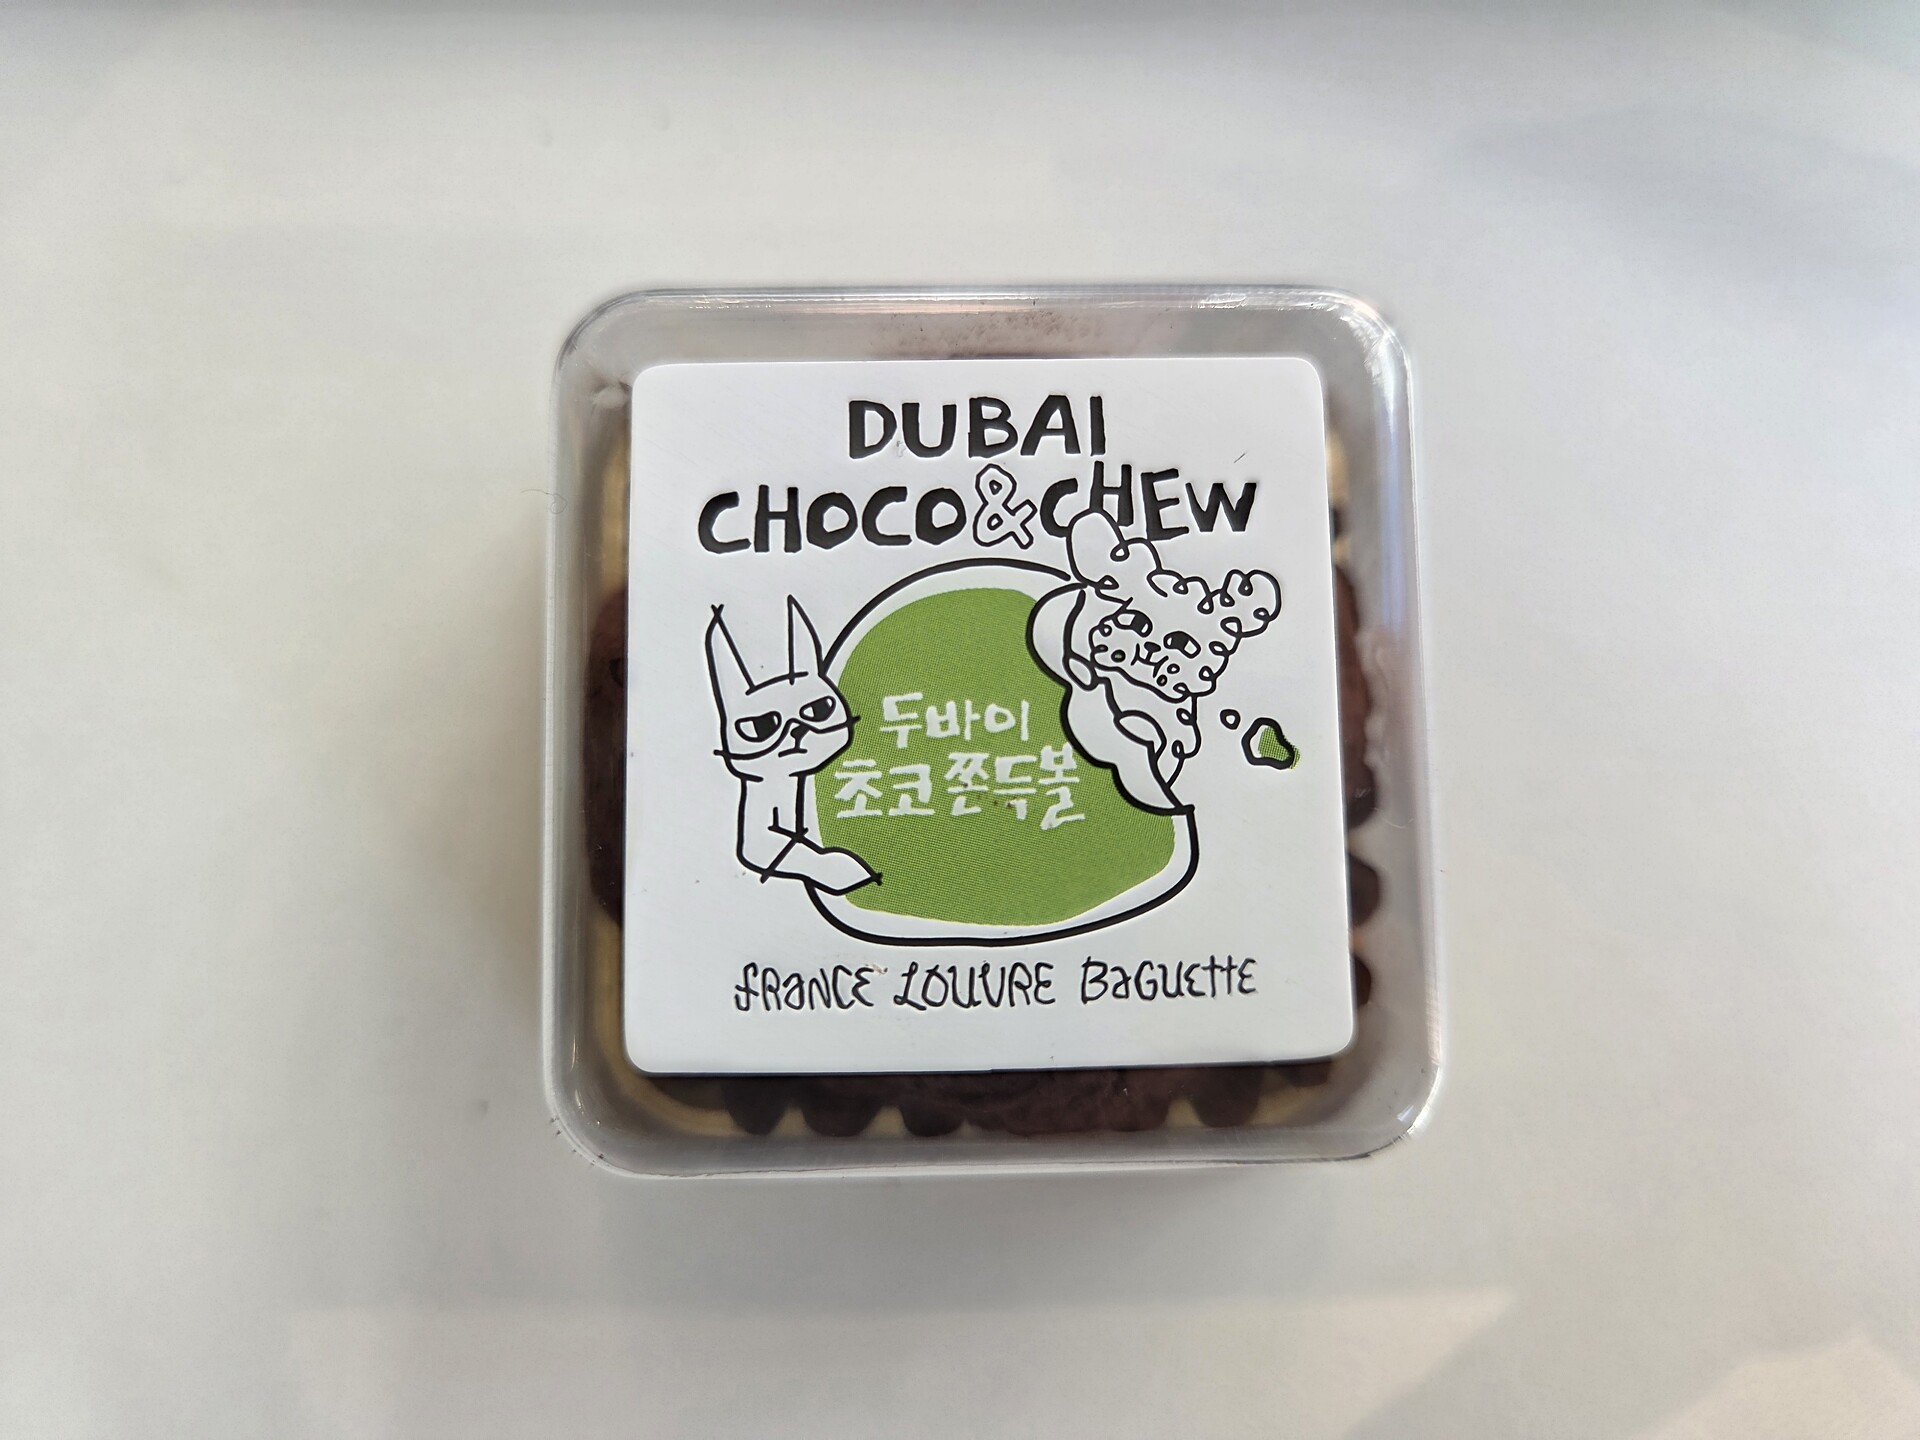 DUBAI
CHOCO&CHEW
두바이
초코쫀득볼
FRANCE LOUVRE BAGUETTE